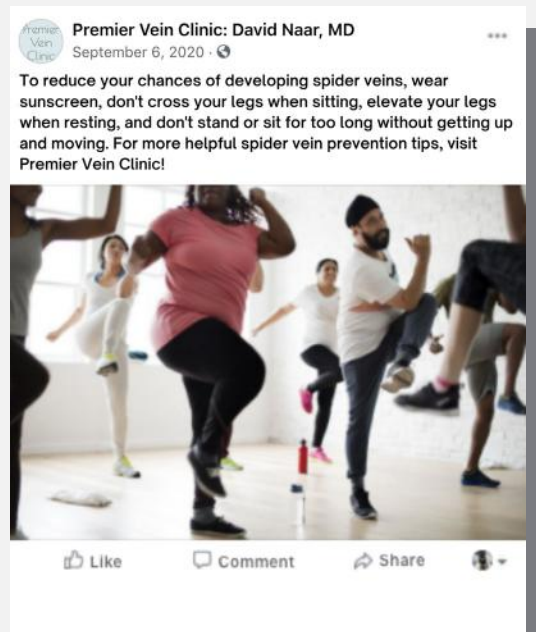 Premier
Vein
Clinic
Premier Vein Clinic: David Naar, MD
September 6, 2020 ·
To reduce your chances of developing spider veins, wear
sunscreen, don't cross your legs when sitting, elevate your legs
when resting, and don't stand or sit for too long without getting up
and moving. For more helpful spider vein prevention tips, visit
Premier Vein Clinic!
Like
Comment
Share